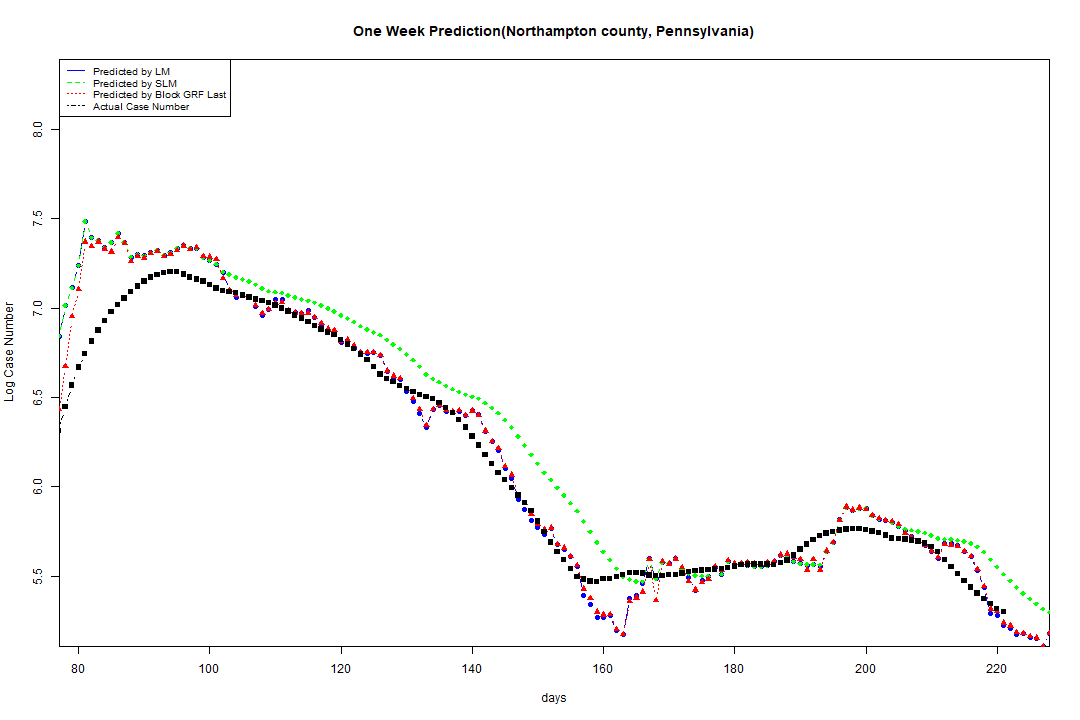 One Week Prediction(Northampton county, Pennsylvania)
Predicted by LM
Predicted by SLM
Predicted by Block GRF Last
Actual Case Number
8.0
7.5
7.0
6.5
6.0
5.5
Log Case Number
80 100 120 140 160 180 200 220
days